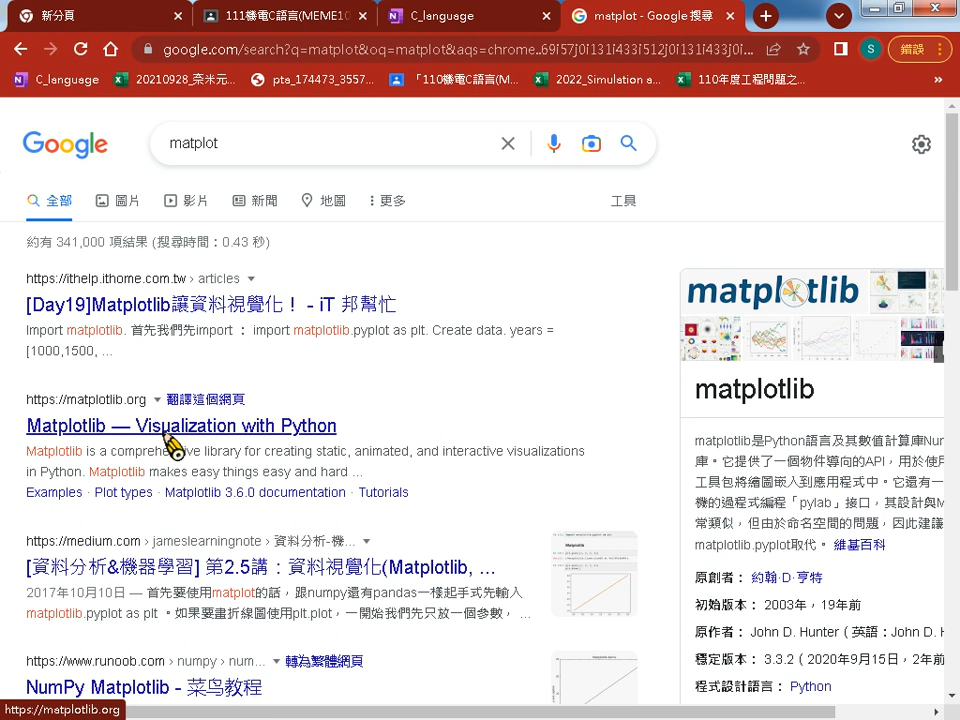 新分頁
111機電C語言(MEME1C
C_language
matplot - Google 搜尋
google.com/search?q=matplot&oq=matplot&aqs=chrome..69i57j0i131i433i512j0i131i433j0i...
S
錯誤
C_language
20210928_奈米元...
pta_174473_3557...
「110機電C語言(M...
2022_Simulation a...
110年度工程問題之...
»
Google
matplot
全部
圖片
影片
新聞
地圖
更多
工具
約有 341,000 項結果 (搜尋時間：0.43 秒)
https://ithelp.ithome.com.tw › articles
[Day19]Matplotlib讓資料視覺化！ - iT 邦幫忙
Import matplotlib. 首先我們先import ： import matplotlib.pyplot as plt. Create data. years =
[1000,1500, ...
https://matplotlib.org
翻譯這個網頁
Matplotlib — Visualization with Python
Matplotlib is a comprehensive library for creating static, animated, and interactive visualizations
in Python. Matplotlib makes easy things easy and hard ...
Examples · Plot types · Matplotlib 3.6.0 documentation · Tutorials
https://medium.com › jameslearningnote › 資料分析-機...
[資料分析&機器學習] 第2.5講：資料視覺化(Matplotlib, ...
2017年10月10日 — 首先要使用matplot的話，跟numpy還有pandas一樣起手式先輸入
matplotlib.pyplot as plt 。如果要畫折線圖使用plt.plot，一開始我們先只放一個參數， ...
https://www.runoob.com › numpy › num...
轉為繁體網頁
NumPy Matplotlib - 菜鸟教程
matplotlib
matplotlib
matplotlib是Python語言及其數值計算庫Nur
庫。它提供了一個物件導向的API，用於使用
工具包將繪圖嵌入到應用程式中。它還有一
機的過程式編程「pylab」接口，其設計與M
常類似，但由於命名空間的問題，因此建議
matplotlib.pyplot取代。 維基百科
原創者： 約翰·D·亨特
初始版本： 2003年，19年前
原作者： John D. Hunter（英語：John D. H
穩定版本： 3.3.2（2020年9月15日，2年前
程式設計語言： Python
https://matplotlib.org